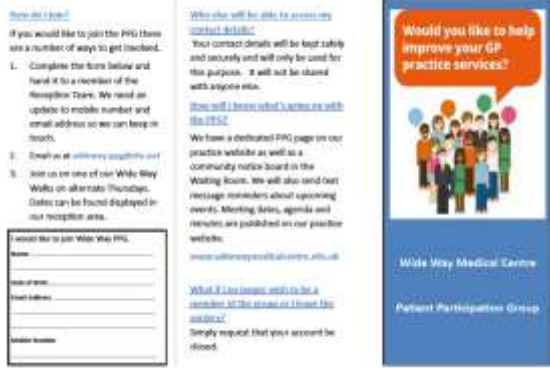 How do I join?
If you would like to join the PPG there
are a number of ways to get involved.
1. Complete the form below and
hand it to a member of the
Reception Team. We need an
update to mobile number and
email address so we can keep in
touch.
2. Email us at
3. Join us on one of our Wide Way
Walks on alternate Thursdays.
Dates can be found displayed in
our reception area.
I would like to join Wide Way PPG.
Name:
Date of Birth:
Email Address:
Mobile Number:
Who else will be able to access my
contact details?
Your contact details will be kept safely
and securely and will only be used for
this purpose. It will not be shared
with anyone else.
How will I know what's going on with
the PPG?
We have a dedicated PPG page on our
practice website as well as a
community notice board in the
Waiting Room. We will also send text
message reminders about upcoming
events. Meeting dates, agenda and
minutes are published on our practice
website.
www.widewaymedicalcentre.nhs.uk
What if I no longer wish to be a
member of the group or I leave the
surgery?
Simply request that your account be
closed.
Would you like to help
improve your GP
practice services?
Wide Way Medical Centre
Patient Participation Group